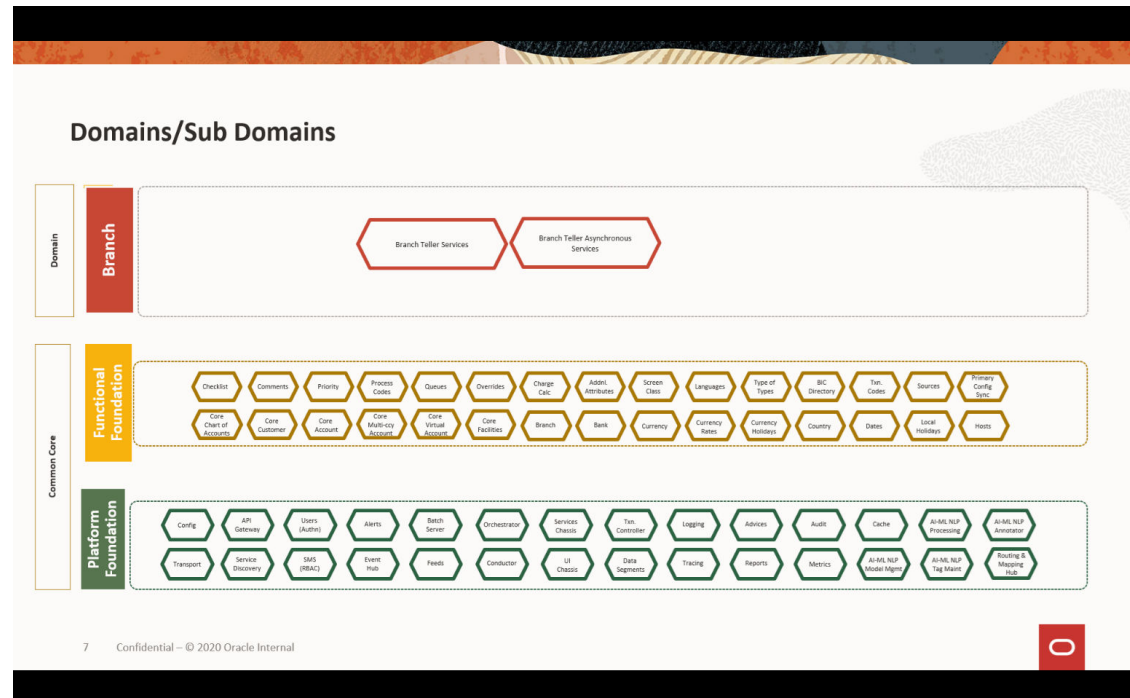 Domains/Sub Domains
Domain
Branch
Branch Teller Services
Branch Teller Asynchronous
Services
Common Core
Functional
Foundation
Checklist
Comments
Priority
Process
Codes
Queues
Overrides
Charge
Calc
Addnl.
Attributes
Screen
Class
Languages
Type of
Types
BIC
Directory
Txn.
Codes
Sources
Primary
Config
Sync
Core
Chart of
Accounts
Core
Customer
Core
Account
Core
Multi-ccy
Account
Core
Virtual
Account
Core
Facilities
Branch
Bank
Currency
Currency
Rates
Currency
Holidays
Country
Dates
Local
Holidays
Hosts
Platform
Foundation
Config
API
Gateway
Users
(Authn)
Alerts
Batch
Server
Orchestrator
Services
Chassis
Txn.
Controller
Logging
Advices
Audit
Cache
AI-ML NLP
Processing
AI-ML NLP
Annotator
Transport
Service
Discovery
SMS
(RBAC)
Event
Hub
Feeds
Conductor
UI
Chassis
Data
Segments
Tracing
Reports
Metrics
AI-ML NLP
Model Mgmt
AI-ML NLP
Tag Maint
Routing &
Mapping
Hub
7 Confidential – © 2020 Oracle Internal